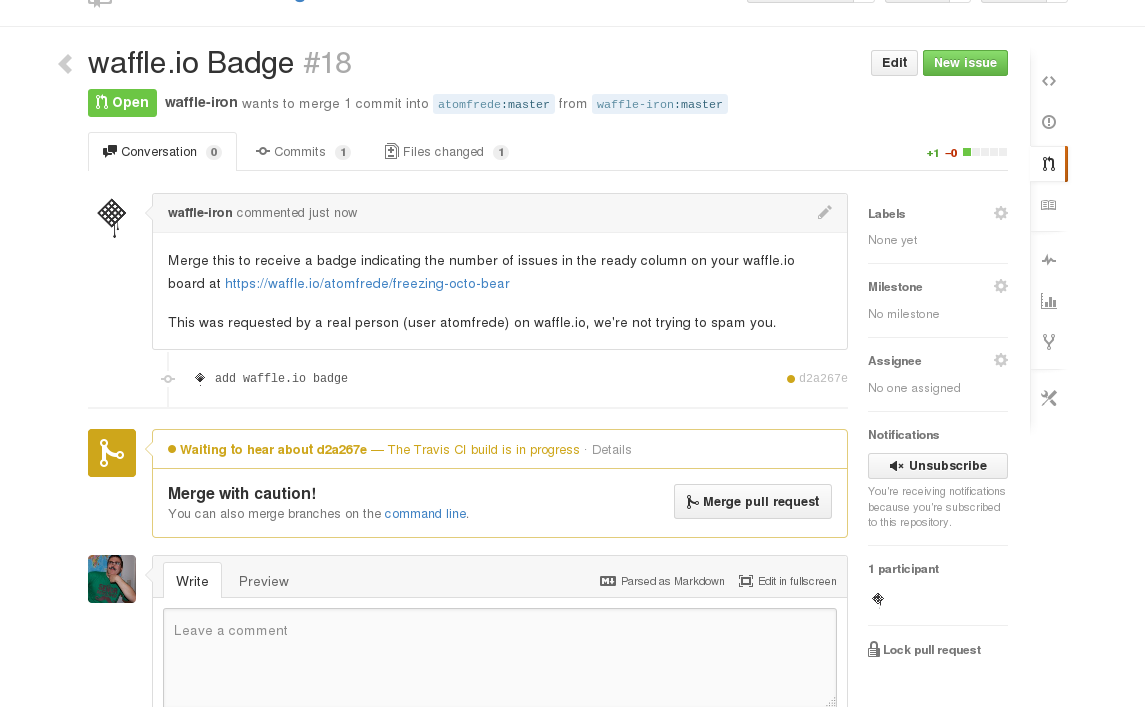 waffle.io Badge #18
Edit
New issue
Open
waffle-iron wants to merge 1 commit into atomfrede:master from waffle-iron:master
Conversation 0
Commits 1
Files changed 1
+1 −0
waffle-iron commented just now
Merge this to receive a badge indicating the number of issues in the ready column on your waffle.io
board at https://waffle.io/atomfrede/freezing-octo-bear
This was requested by a real person (user atomfrede) on waffle.io, we're not trying to spam you.
add waffle.io badge
d2a267e
Waiting to hear about d2a267e — The Travis CI build is in progress · Details
Merge with caution!
You can also merge branches on the command line.
Merge pull request
Write
Preview
Parsed as Markdown
Edit in fullscreen
Leave a comment
Labels
None yet
Milestone
No milestone
Assignee
No one assigned
Notifications
Unsubscribe
You're receiving notifications
because you're subscribed
to this repository.
1 participant
Lock pull request